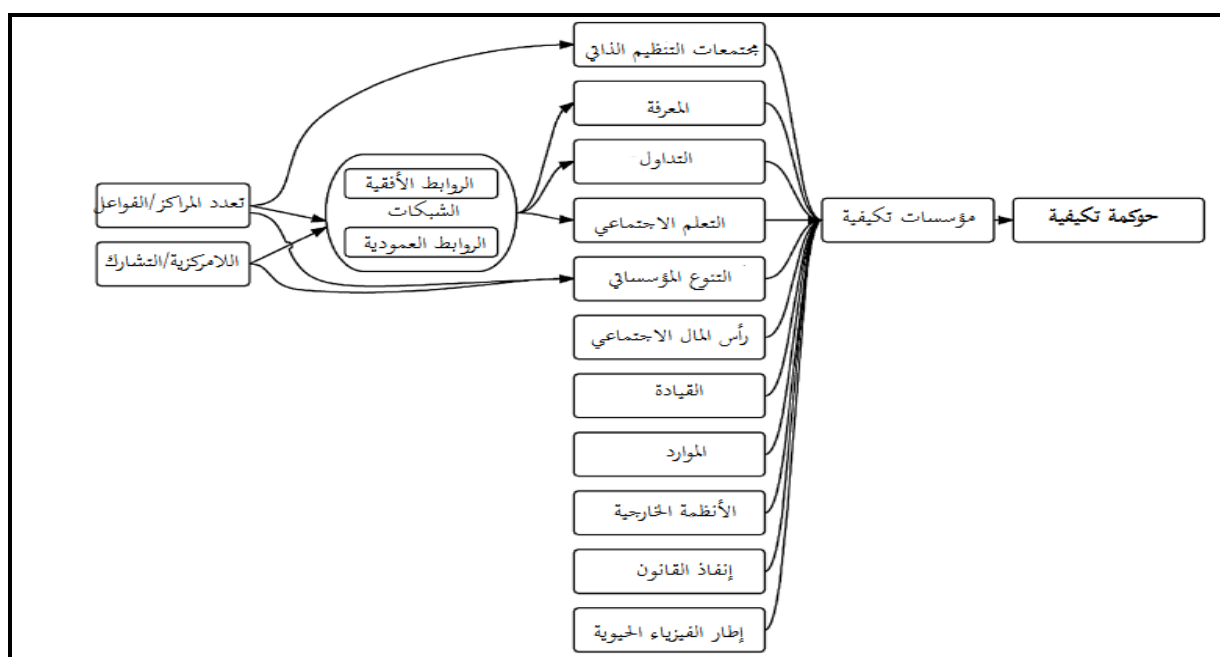 مجتمعات التنظيم الذاتي
المعرفة
التداول
التعلم الاجتماعي
التنوع المؤسساتي
رأس المال الاجتماعي
القيادة
الموارد
الأنظمة الخارجية
إنفاذ القانون
إطار الفيزياء الحيوية
الروابط الأفقية
الشبكات
الروابط العمودية
تعدد المراكز/الفواعل
اللامركزية/التشارك
مؤسسات تكيفية
حوكمة تكيفية